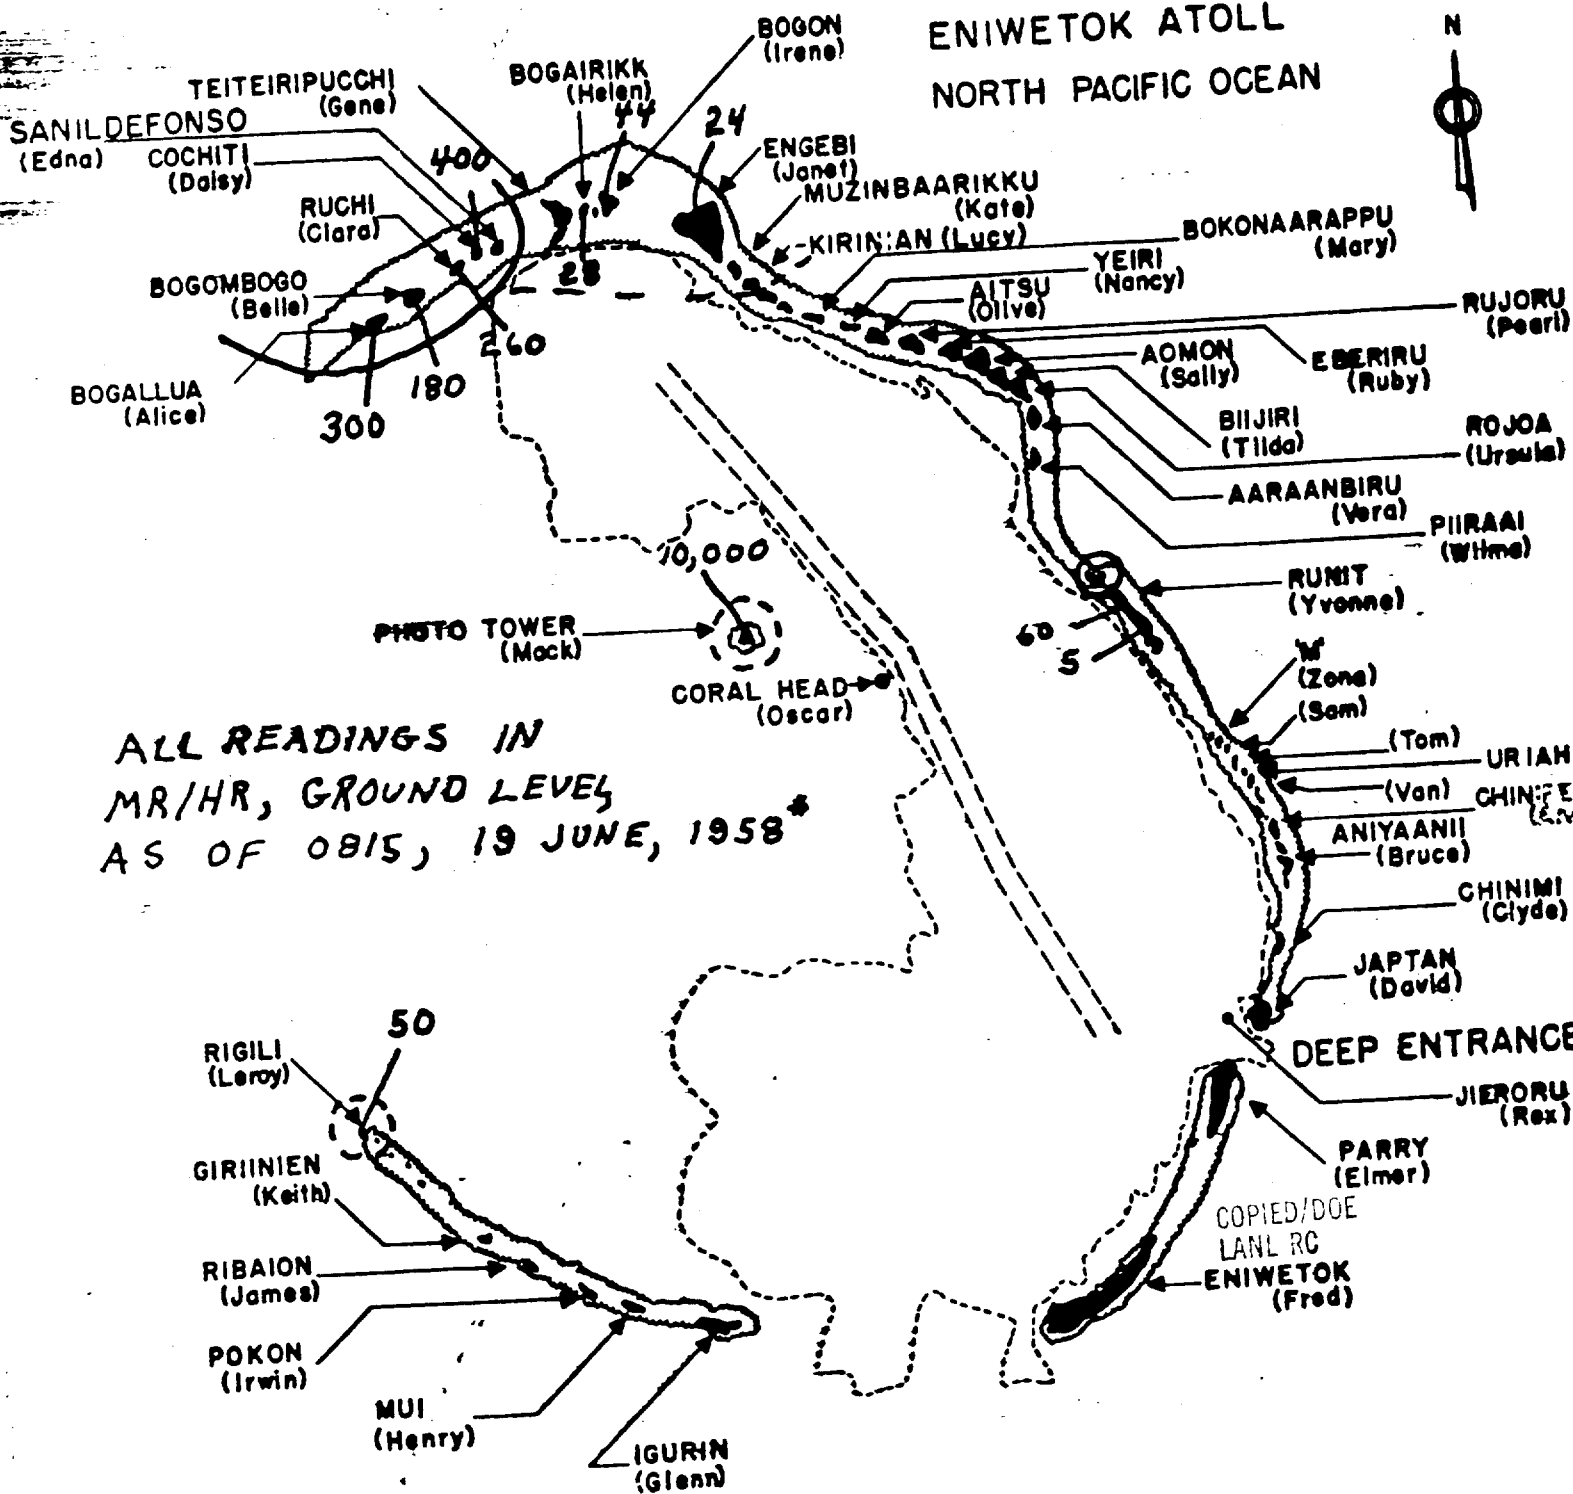 ENIWETOK ATOLL
NORTH PACIFIC OCEAN
N
BOGON
(Irene)
BOGAIRIKK
(Helen)
TEITEIRIPUCCHI
(Gene)
SANILDEFONSO
(Edna)
COCHITI
(Daisy)
RUCHI
(Clara)
BOGOMBOGO
(Belle)
BOGALLUA
(Alice)
400
44
24
28
260
180
300
ENGEBI
(Janet)
MUZINBAARIKKU
(Kate)
KIRINIAN (Lucy)
BOKONAARAPPU
(Mary)
YEIRI
(Nancy)
AITSU
(Olive)
RUJORU
(Pearl)
EBERIRU
(Ruby)
AOMON
(Sally)
BIIJIRI
(Tilda)
ROJOA
(Ursula)
AARAANBIRU
(Vera)
PIIRAAI
(Wilma)
RUNIT
(Yvonne)
10,000
PHOTO TOWER
(Mack)
60
5
CORAL HEAD
(Oscar)
"M"
(Zona)
(Sam)
(Tom)
URIAH
(Van)
ANIYAANII
(Bruce)
CHINIMI
(Clyde)
JAPTAN
(David)
DEEP ENTRANCE
JIERORU
(Rex)
PARRY
(Elmer)
ALL READINGS IN
MR/HR, GROUND LEVEL,
AS OF 0815, 19 JUNE, 1958*
50
RIGILI
(Leroy)
GIRIINIEN
(Keith)
RIBAION
(James)
POKON
(Irwin)
MUI
(Henry)
IGURIN
(Glenn)
COPIED/DOE
LANL RC
ENIWETOK
(Fred)